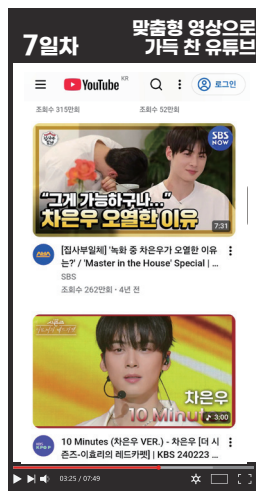 7일차
맞춤형 영상으로
가득 찬 유튜브
YouTube KR
로그인
조회수 315만회
조회수 52만회
SBS
NOW
"그게 가능하구나..."
차은우 오열한 이유
7:31
[집사부일체] '녹화 중 차은우가 오열한 이유
는?' / 'Master in the House' Special | ...
SBS
조회수 262만회 · 4년 전
차은우
10 Minutes
3:00
10 Minutes (차은우 VER.) - 차은우 [더 시
즌즈-이효리의 레드카펫] | KBS 240223 ...
03:25 / 07:49